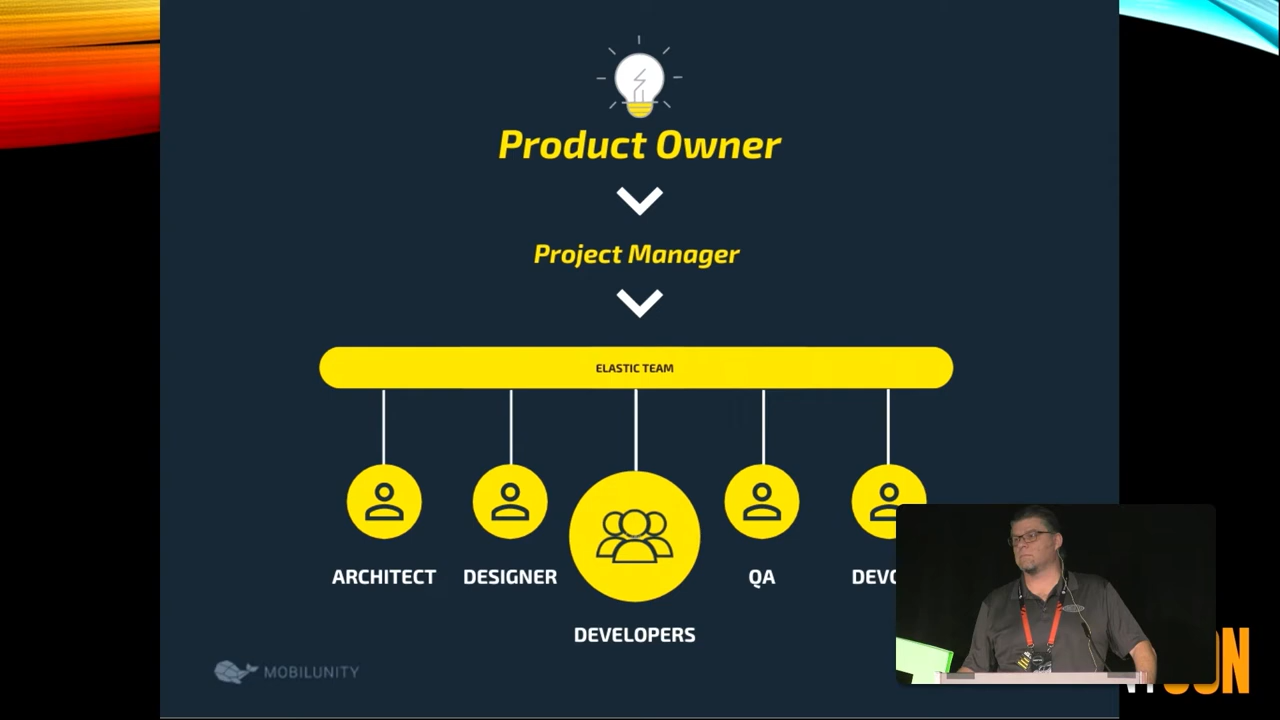 Product Owner
Project Manager
ELASTIC TEAM
ARCHITECT
DESIGNER
QA
DEVELOPERS
MOBILUNITY